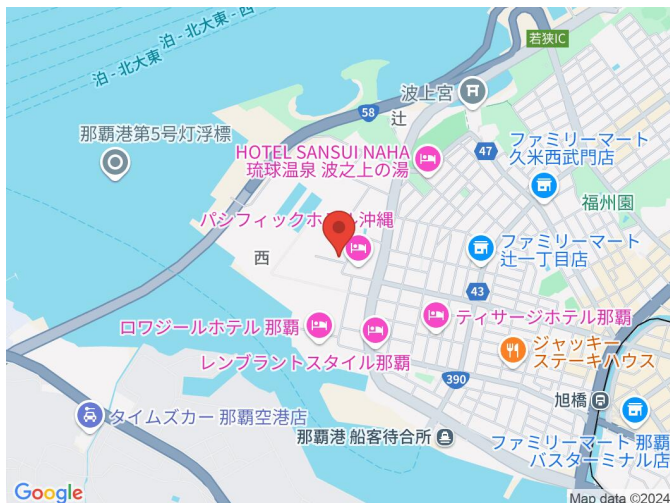 泊 - 北大東 - 西
泊 - 北大東
若狭IC
波上宮
58
辻
那覇港第5号灯浮標
HOTEL SANSUI NAHA
琉球温泉 波之上の湯
47
ファミリーマート
久米西武門店
福州園
パシフィックホテル沖縄
西
ファミリーマート
辻一丁目店
43
ロワジールホテル 那覇
ティサージホテル那覇
レンブラントスタイル那覇
ジャッキー
ステーキハウス
390
旭橋
タイムズカー 那覇空港店
那覇港 船客待合所
ファミリーマート 那覇
バスターミナル店
Google
Map data ©2024